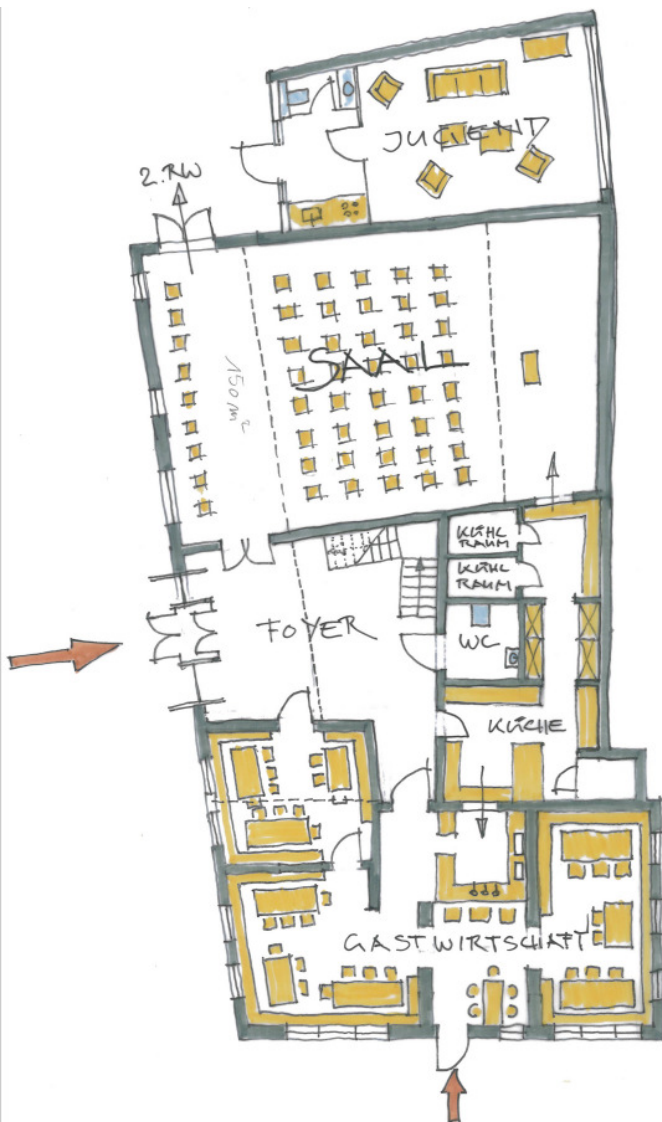 JUGEND
2. RW
SAAL
150 m²
KÜHL
RAUM
KÜHL
RAUM
FOYER
WC
KÜCHE
GASTWIRTSCHAFT